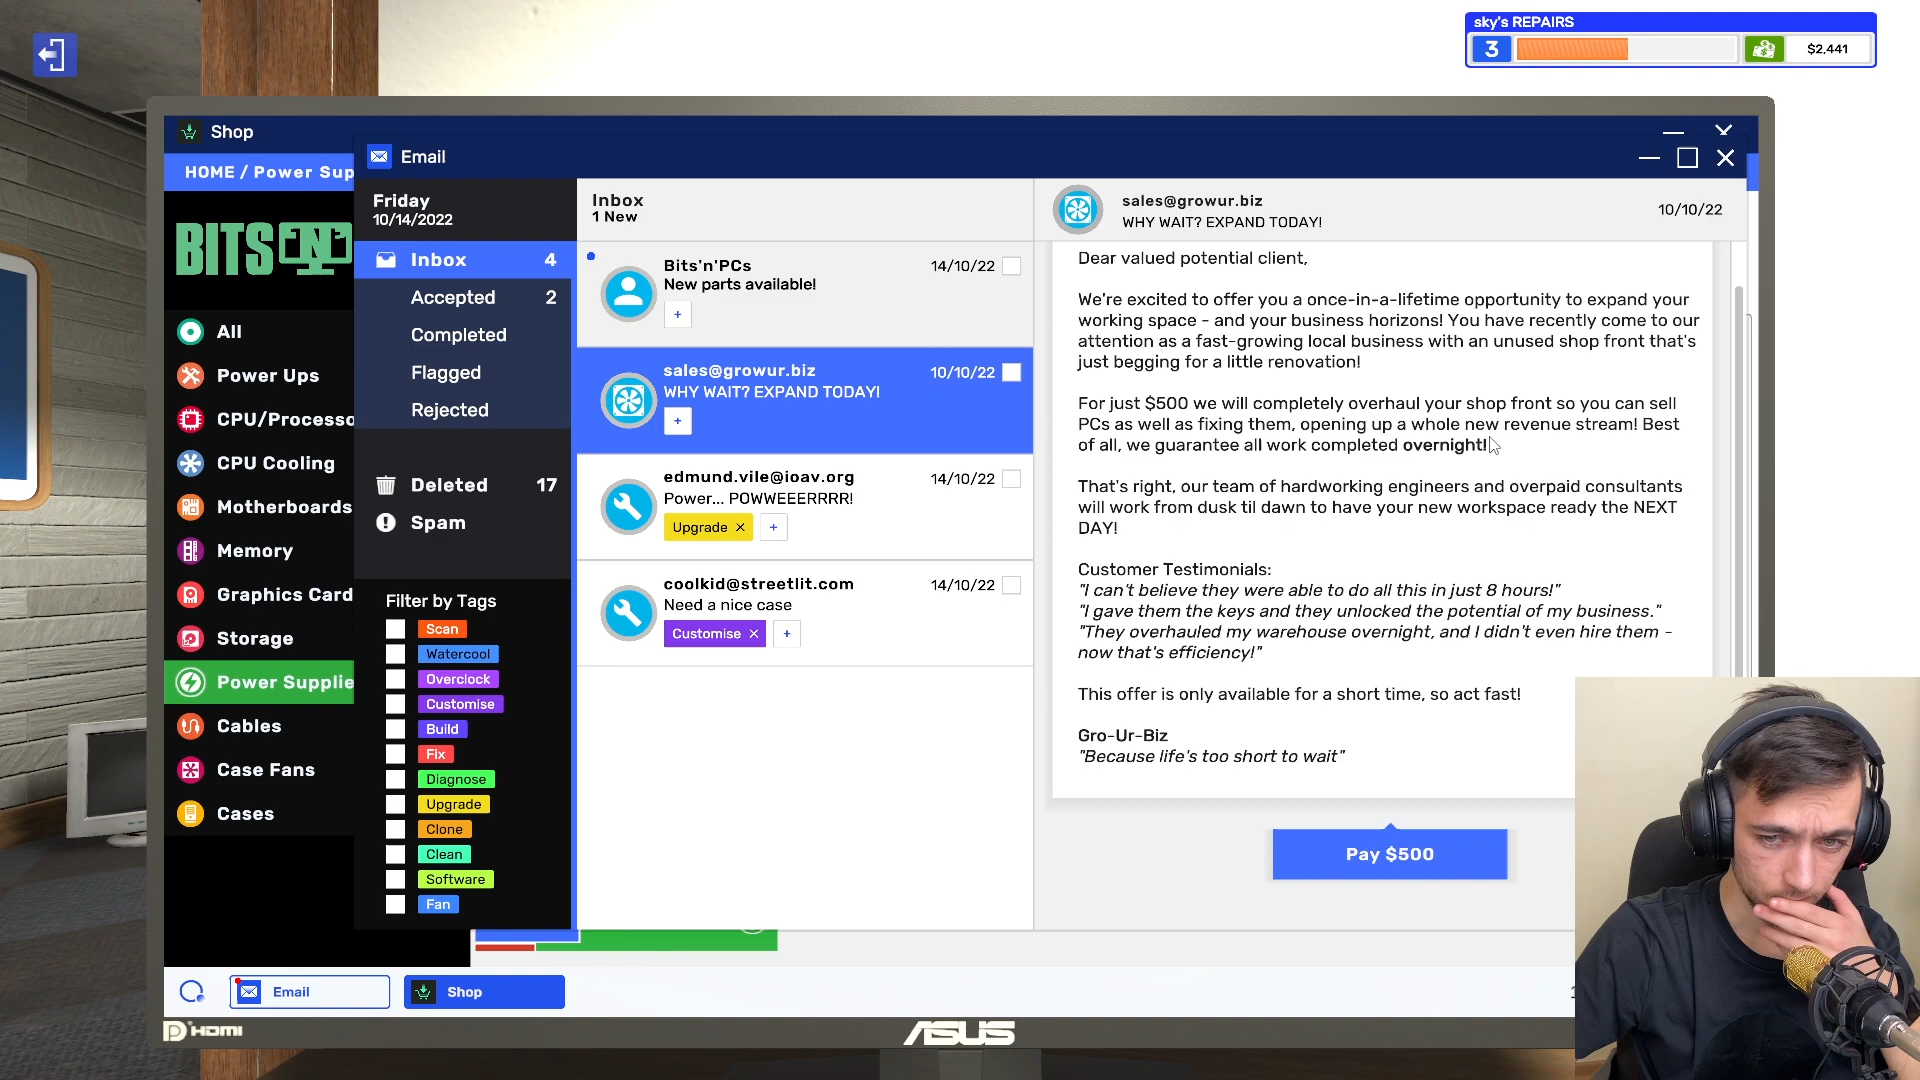 sky's REPAIRS
3
$2,441
Shop
Email
HOME / Power Sup
BITS
All
Power Ups
CPU/Processo
CPU Cooling
Motherboards
Memory
Graphics Card
Storage
Power Supplie
Cables
Case Fans
Cases
Friday
10/14/2022
Inbox 4
Accepted 2
Completed
Flagged
Rejected
Deleted 17
Spam
Filter by Tags
Scan
Watercool
Overclock
Customise
Build
Fix
Diagnose
Upgrade
Clone
Clean
Software
Fan
Inbox
1 New
Bits'n'PCs 14/10/22
New parts available!
+
sales@growur.biz 10/10/22
WHY WAIT? EXPAND TODAY!
+
edmund.vile@ioav.org 14/10/22
Power... POWWEEERRRR!
Upgrade × +
coolkid@streetlit.com 14/10/22
Need a nice case
Customise × +
sales@growur.biz
WHY WAIT? EXPAND TODAY!
10/10/22
Dear valued potential client,
We're excited to offer you a once-in-a-lifetime opportunity to expand your
working space - and your business horizons! You have recently come to our
attention as a fast-growing local business with an unused shop front that's
just begging for a little renovation!
For just $500 we will completely overhaul your shop front so you can sell
PCs as well as fixing them, opening up a whole new revenue stream! Best
of all, we guarantee all work completed overnight!
That's right, our team of hardworking engineers and overpaid consultants
will work from dusk til dawn to have your new workspace ready the NEXT
DAY!
Customer Testimonials:
"I can't believe they were able to do all this in just 8 hours!"
"I gave them the keys and they unlocked the potential of my business."
"They overhauled my warehouse overnight, and I didn't even hire them -
now that's efficiency!"
This offer is only available for a short time, so act fast!
Gro-Ur-Biz
"Because life's too short to wait"
Pay $500
Email
Shop
HDMI
ASUS